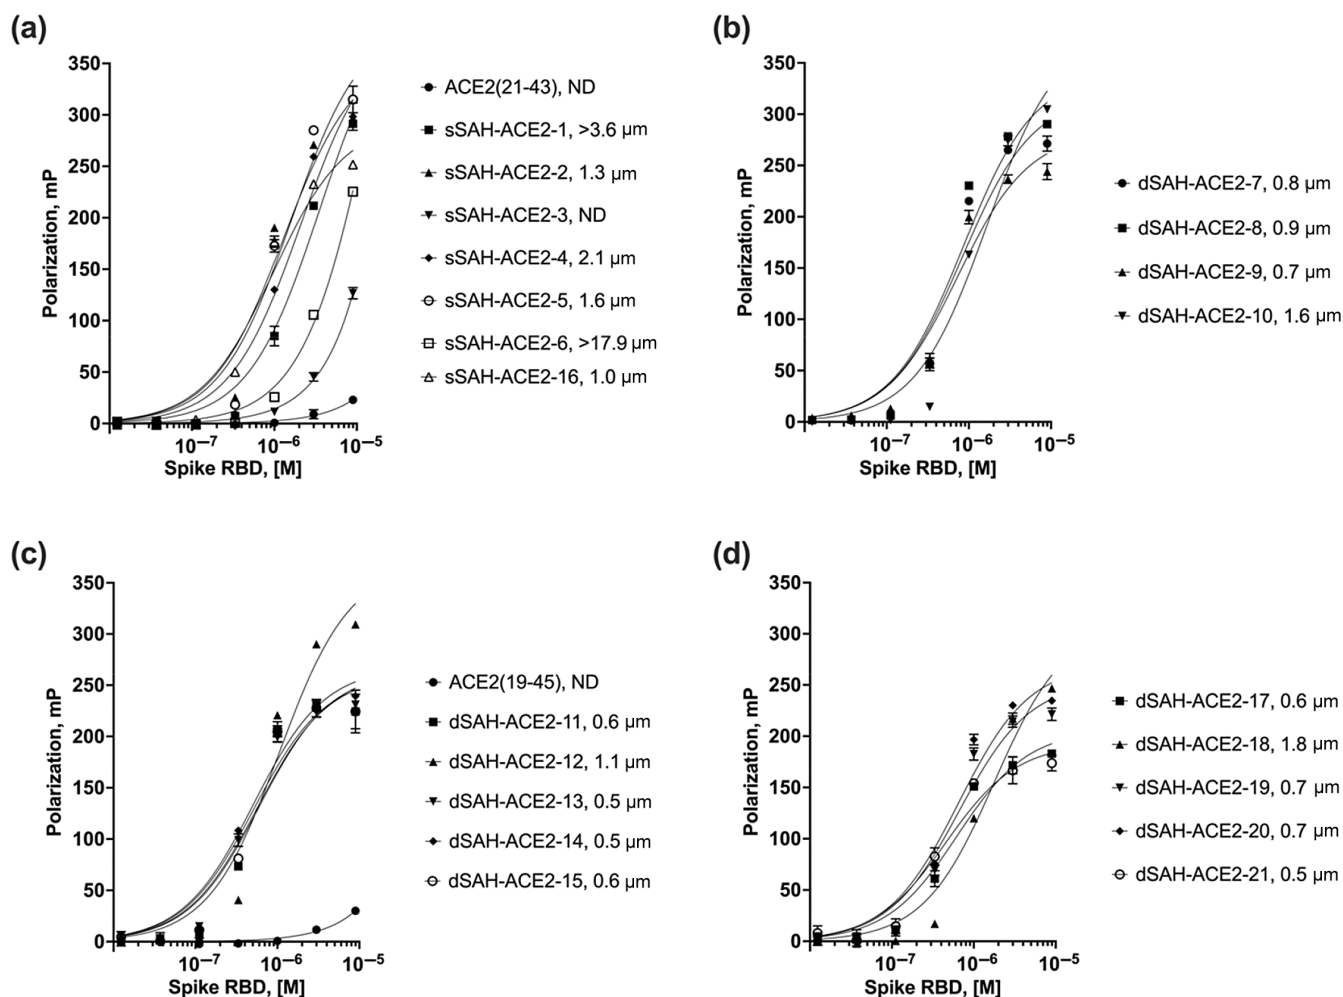 (a)
350
300
250
200
150
100
50
0
Polarization, mP
10⁻⁷
10⁻⁶
10⁻⁵
Spike RBD, [M]
ACE2(21-43), ND
sSAH-ACE2-1, >3.6 μm
sSAH-ACE2-2, 1.3 μm
sSAH-ACE2-3, ND
sSAH-ACE2-4, 2.1 μm
sSAH-ACE2-5, 1.6 μm
sSAH-ACE2-6, >17.9 μm
sSAH-ACE2-16, 1.0 μm
(b)
350
300
250
200
150
100
50
0
Polarization, mP
10⁻⁷
10⁻⁶
10⁻⁵
Spike RBD, [M]
dSAH-ACE2-7, 0.8 μm
dSAH-ACE2-8, 0.9 μm
dSAH-ACE2-9, 0.7 μm
dSAH-ACE2-10, 1.6 μm
(c)
350
300
250
200
150
100
50
0
Polarization, mP
10⁻⁷
10⁻⁶
10⁻⁵
Spike RBD, [M]
ACE2(19-45), ND
dSAH-ACE2-11, 0.6 μm
dSAH-ACE2-12, 1.1 μm
dSAH-ACE2-13, 0.5 μm
dSAH-ACE2-14, 0.5 μm
dSAH-ACE2-15, 0.6 μm
(d)
350
300
250
200
150
100
50
0
Polarization, mP
10⁻⁷
10⁻⁶
10⁻⁵
Spike RBD, [M]
dSAH-ACE2-17, 0.6 μm
dSAH-ACE2-18, 1.8 μm
dSAH-ACE2-19, 0.7 μm
dSAH-ACE2-20, 0.7 μm
dSAH-ACE2-21, 0.5 μm